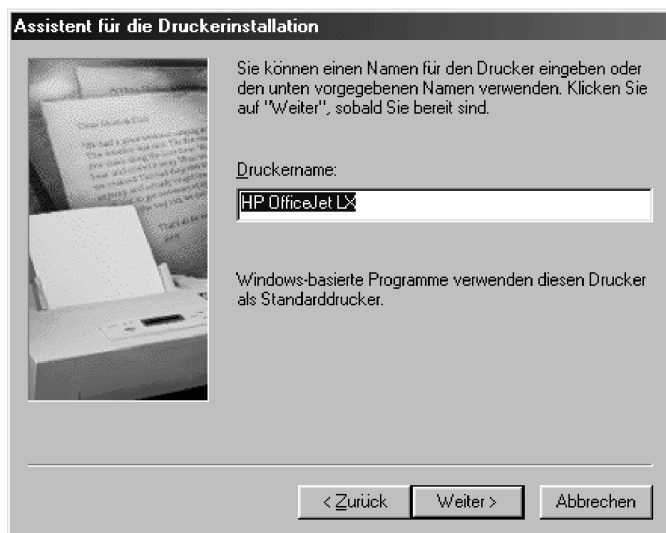 Assistent für die Druckerinstallation
Sie können einen Namen für den Drucker eingeben oder
den unten vorgegebenen Namen verwenden. Klicken Sie
auf "Weiter", sobald Sie bereit sind.
Druckername:
HP OfficeJet LX
Windows-basierte Programme verwenden diesen Drucker
als Standarddrucker.
< Zurück
Weiter >
Abbrechen